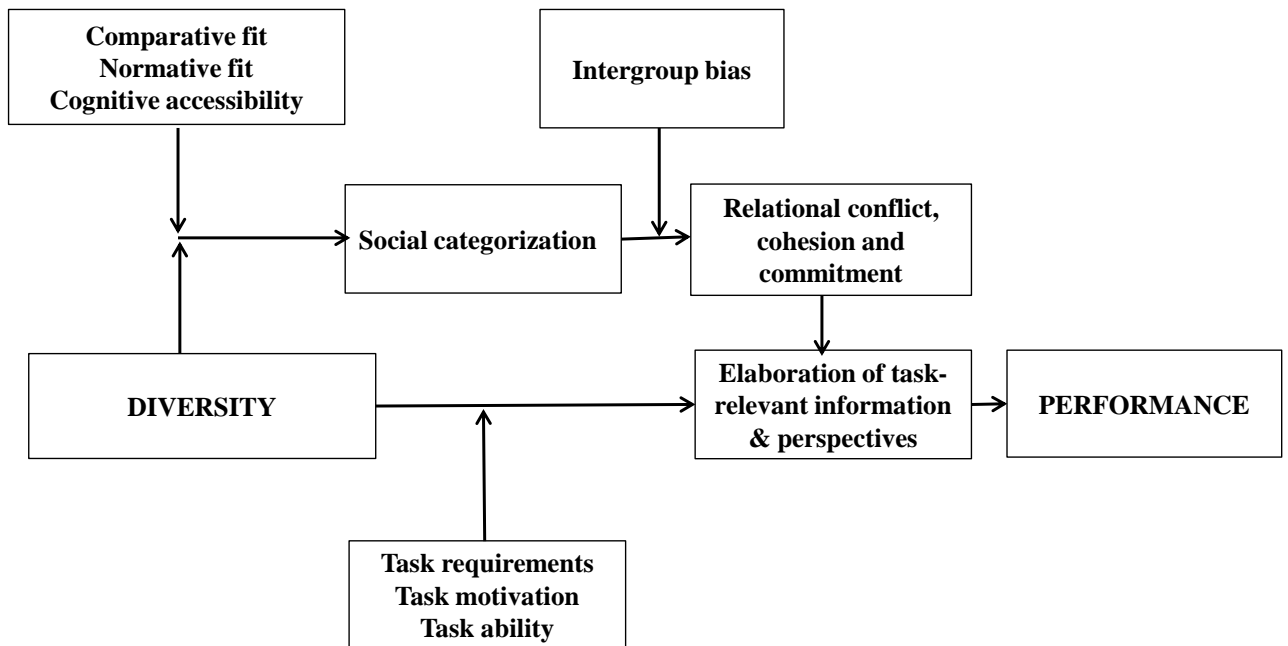 Comparative fit
Normative fit
Cognitive accessibility
Intergroup bias
Social categorization
Relational conflict,
cohesion and
commitment
DIVERSITY
Elaboration of task-
relevant information
& perspectives
PERFORMANCE
Task requirements
Task motivation
Task ability